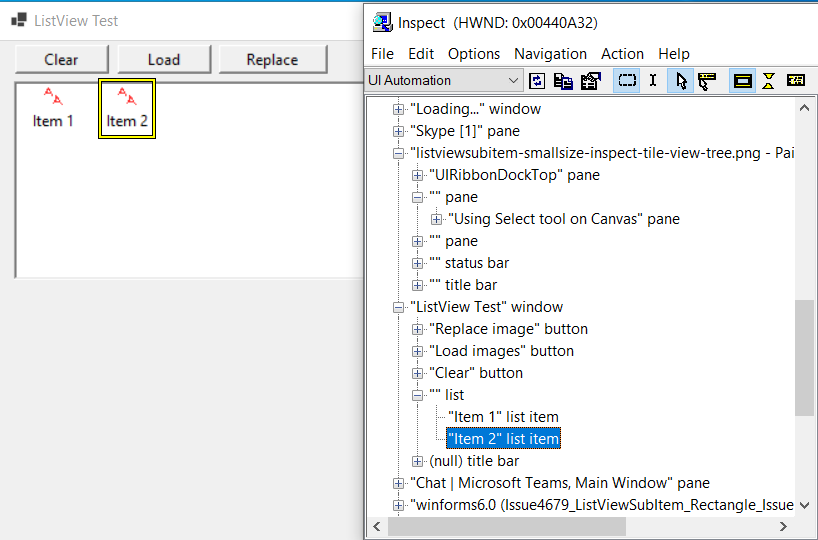 ListView Test
Clear
Load
Replace
Item 1
Item 2
Inspect (HWND: 0x00440A32)
File Edit Options Navigation Action Help
UI Automation
"Loading..." window
"Skype [1]" pane
"listviewsubitem-smallsize-inspect-tile-view-tree.png - Pai
"UIRibbonDockTop" pane
"" pane
"Using Select tool on Canvas" pane
"" pane
"" status bar
"" title bar
"ListView Test" window
"Replace image" button
"Load images" button
"Clear" button
"" list
"Item 1" list item
"Item 2" list item
(null) title bar
"Chat | Microsoft Teams, Main Window" pane
"winforms6.0 (Issue4679_ListViewSubItem_Rectangle_Issue